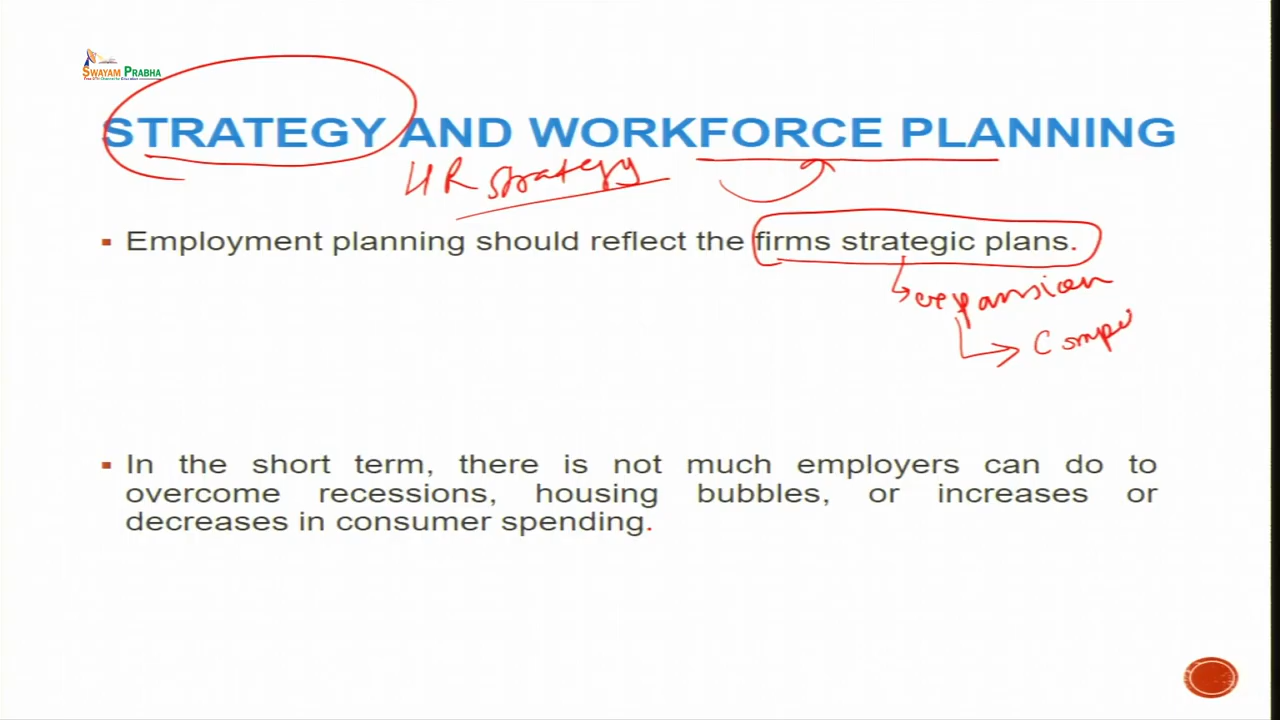 SWAYAM PRABHA
STRATEGY AND WORKFORCE PLANNING
HR strategy
Employment planning should reflect the firms strategic plans.
expansion
Compe
In the short term, there is not much employers can do to
overcome recessions, housing bubbles, or increases or
decreases in consumer spending.